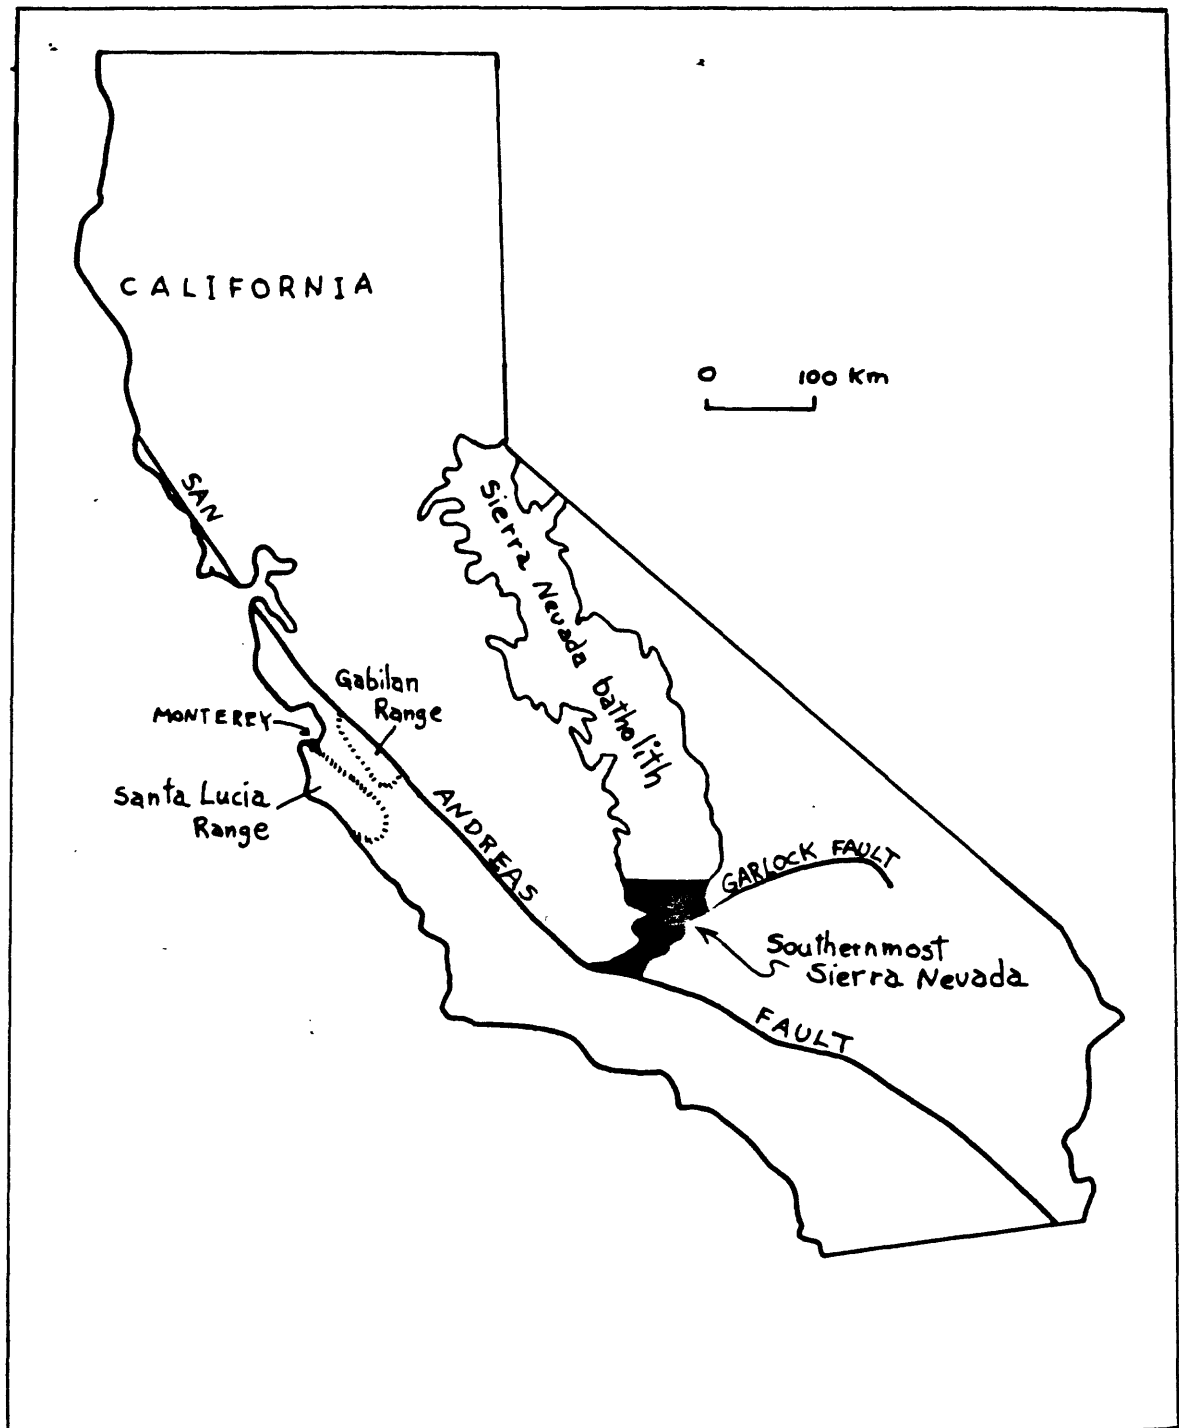 CALIFORNIA
0 100 Km
SAN
Sierra Nevada batholith
Gabilan
Range
MONTEREY
Santa Lucia
Range
ANDREAS
GARLOCK FAULT
Southernmost
Sierra Nevada
FAULT